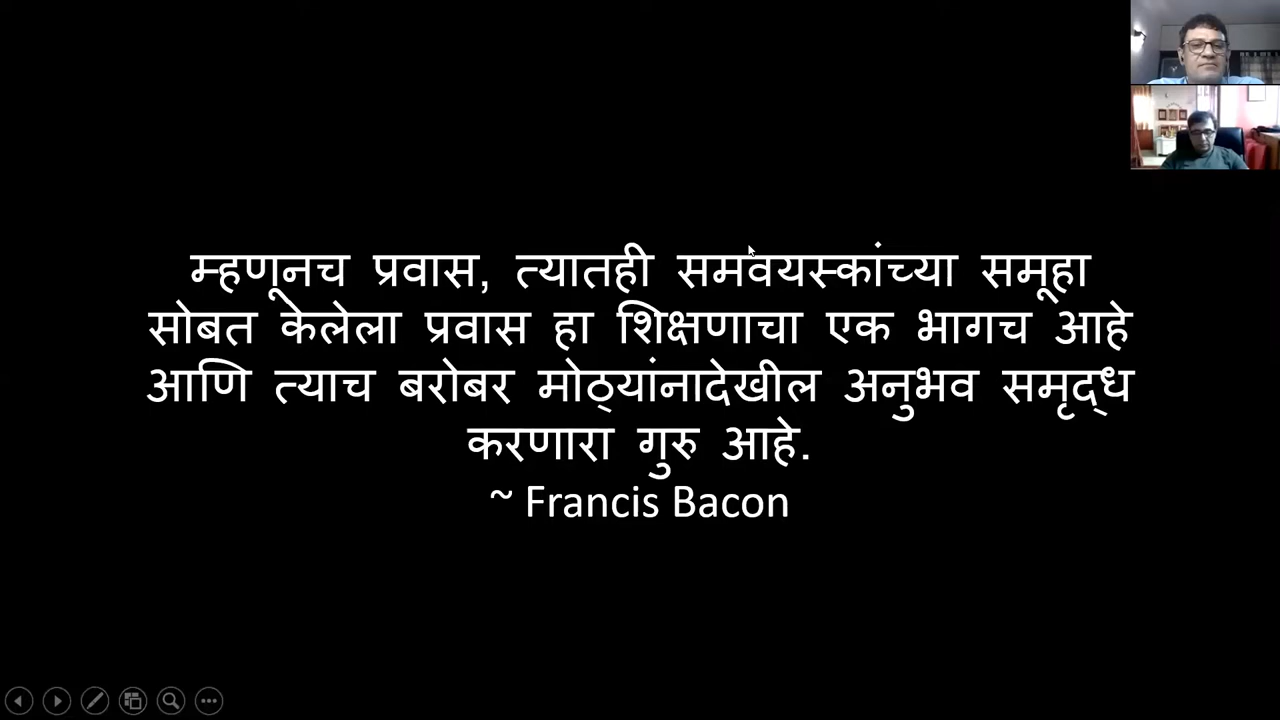 म्हणूनच प्रवास, त्यातही समवयस्कांच्या समूहा
सोबत केलेला प्रवास हा शिक्षणाचा एक भागच आहे
आणि त्याच बरोबर मोठ्यांनादेखील अनुभव समृद्ध
करणारा गुरु आहे.
~ Francis Bacon